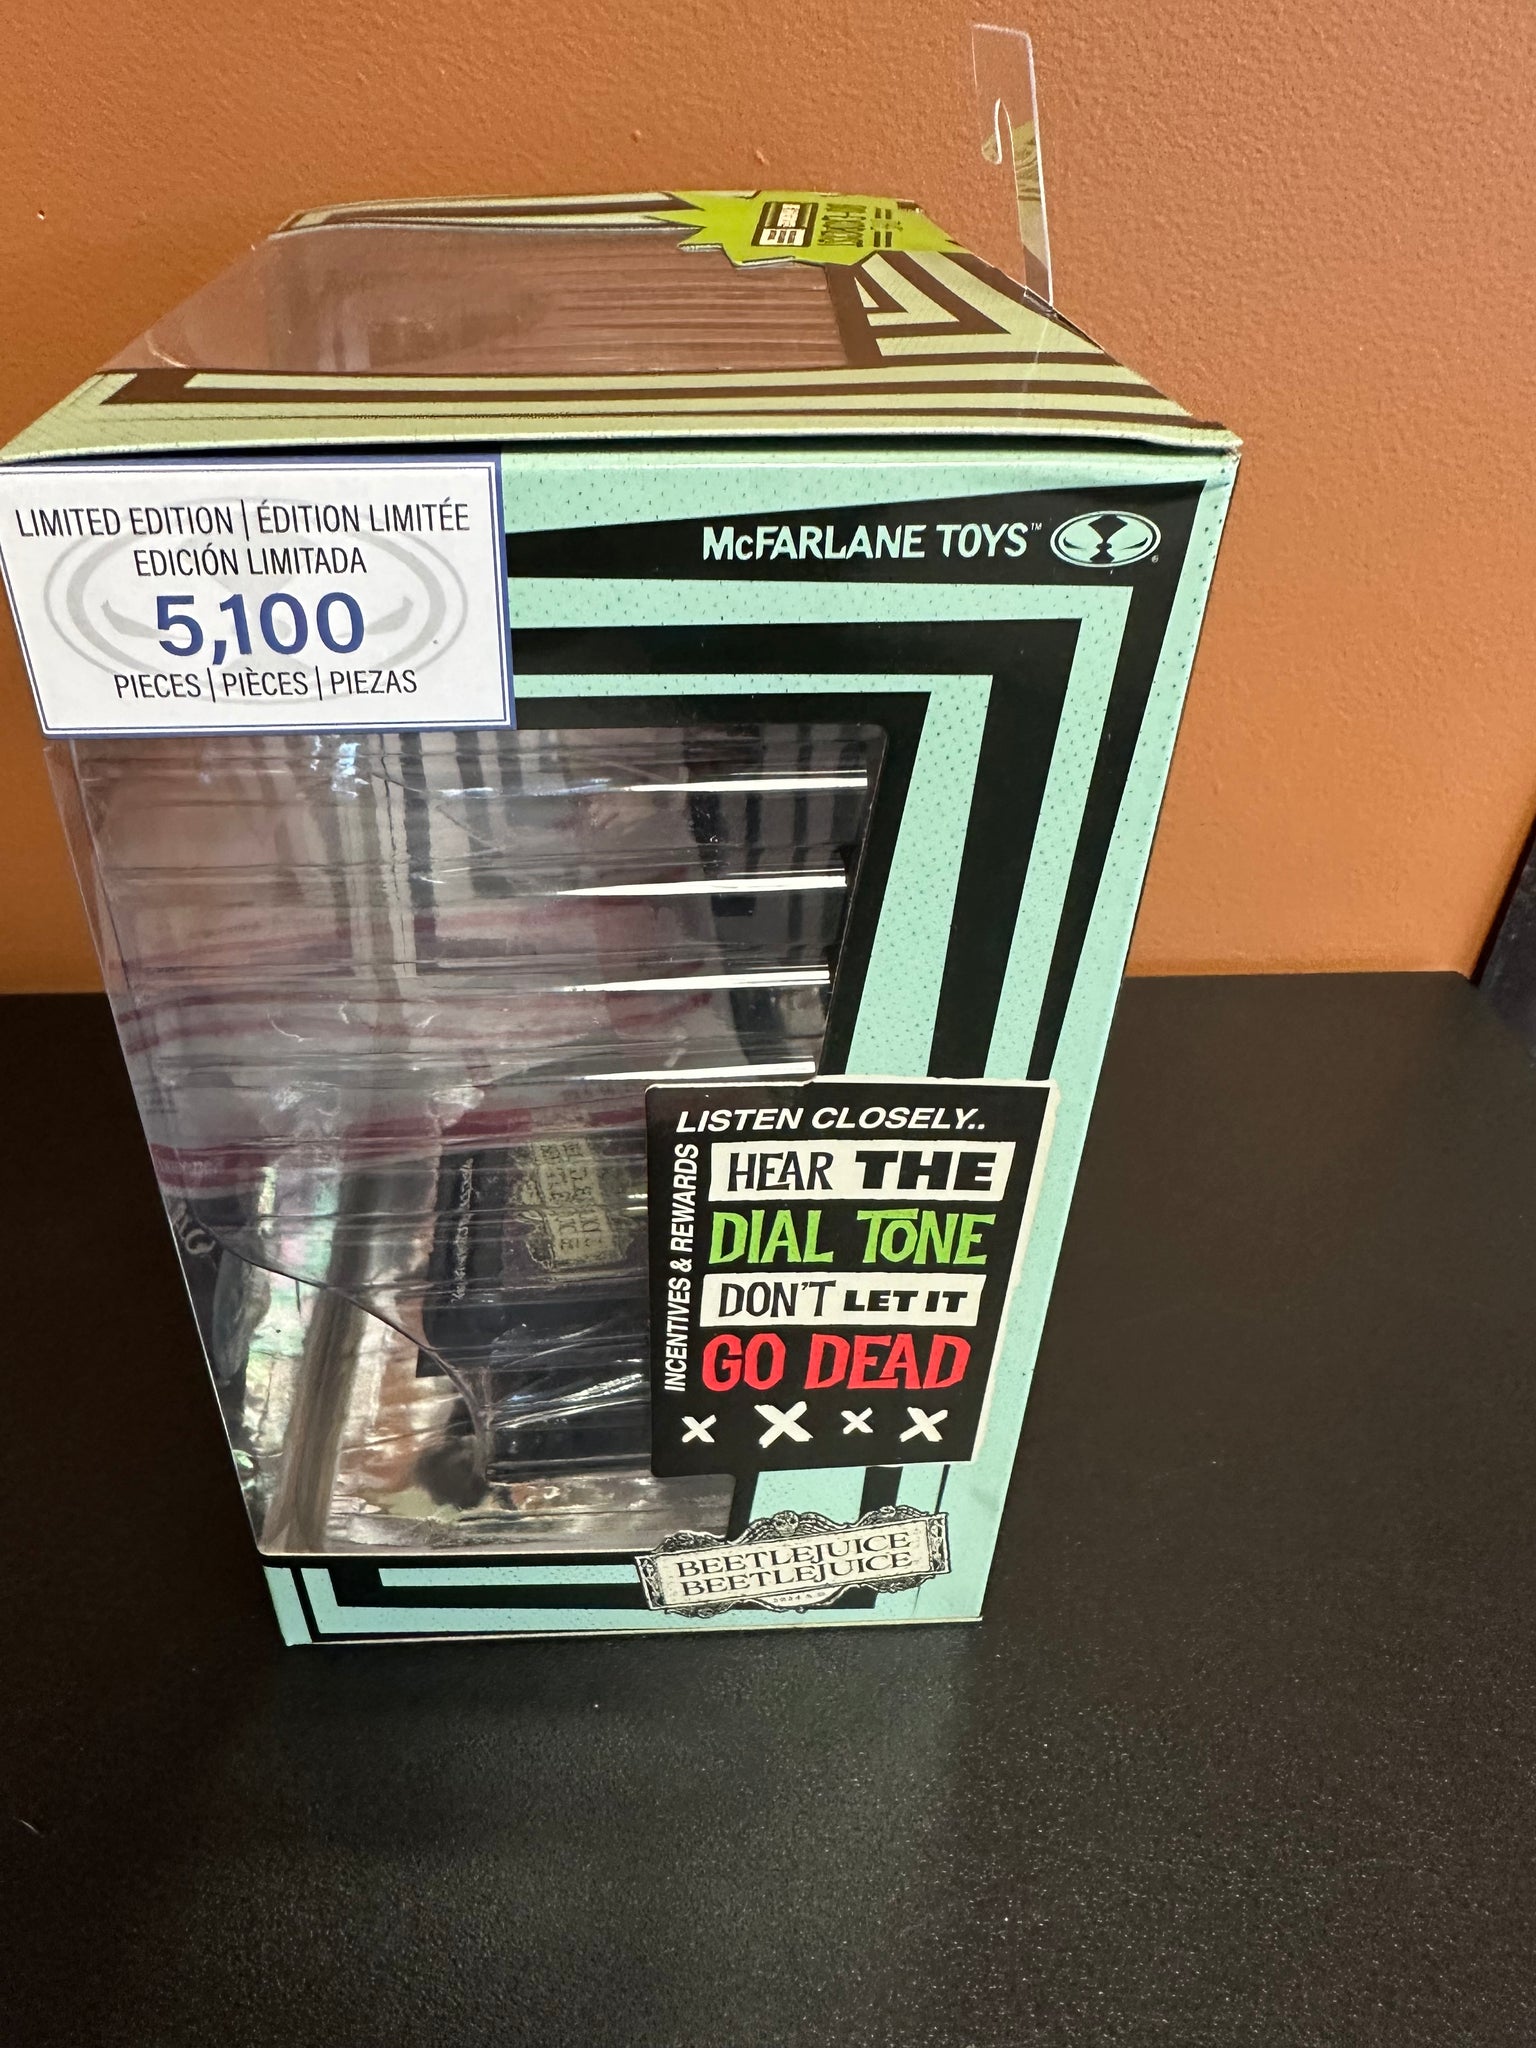 LIMITED EDITION | ÉDITION LIMITÉE
EDICIÓN LIMITADA
5,100
PIECES | PIÈCES | PIEZAS
McFARLANE TOYS™
LISTEN CLOSELY..
INCENTIVES & REWARDS
HEAR THE
DIAL TONE
DON'T LET IT
GO DEAD
BEETLEJUICE
BEETLEJUICE